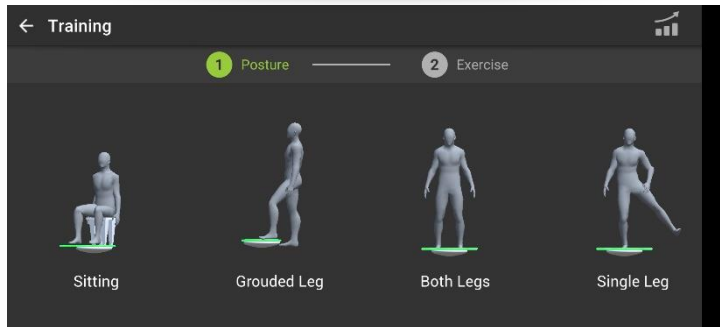 Training
1 Posture 2 Exercise
Sitting Grouded Leg Both Legs Single Leg